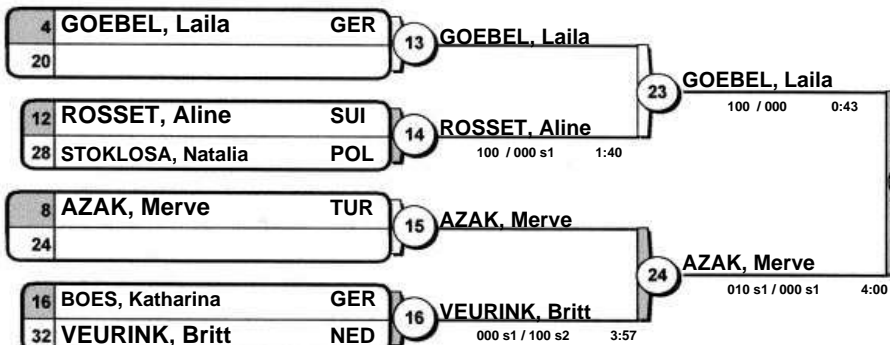 4 GOEBEL, Laila GER
20
13 GOEBEL, Laila
12 ROSSET, Aline SUI
28 STOKLOSA, Natalia POL
14 ROSSET, Aline
100 / 000 s1 1:40
23 GOEBEL, Laila
100 / 000 0:43
8 AZAK, Merve TUR
24
15 AZAK, Merve
16 BOES, Katharina GER
32 VEURINK, Britt NED
16 VEURINK, Britt
000 s1 / 100 s2 3:57
24 AZAK, Merve
010 s1 / 000 s1 4:00